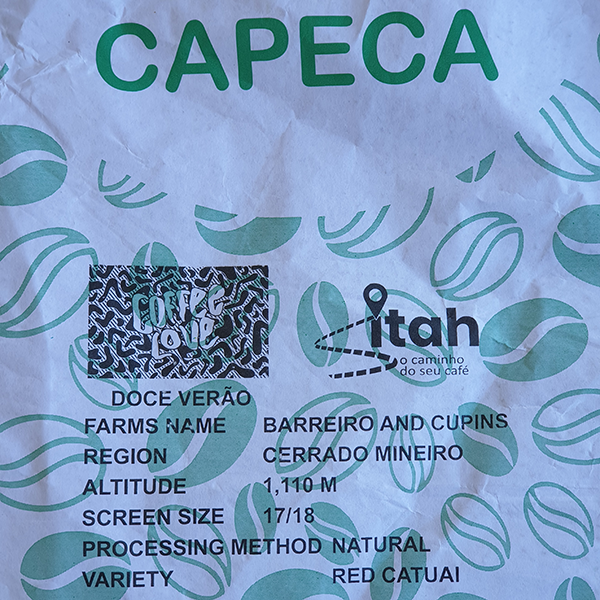 CAPECA
COFFEE
LOVE
itah
o caminho
do seu café
DOCE VERÃO
FARMS NAME BARREIRO AND CUPINS
REGION CERRADO MINEIRO
ALTITUDE 1,110 M
SCREEN SIZE 17/18
PROCESSING METHOD NATURAL
VARIETY RED CATUAI